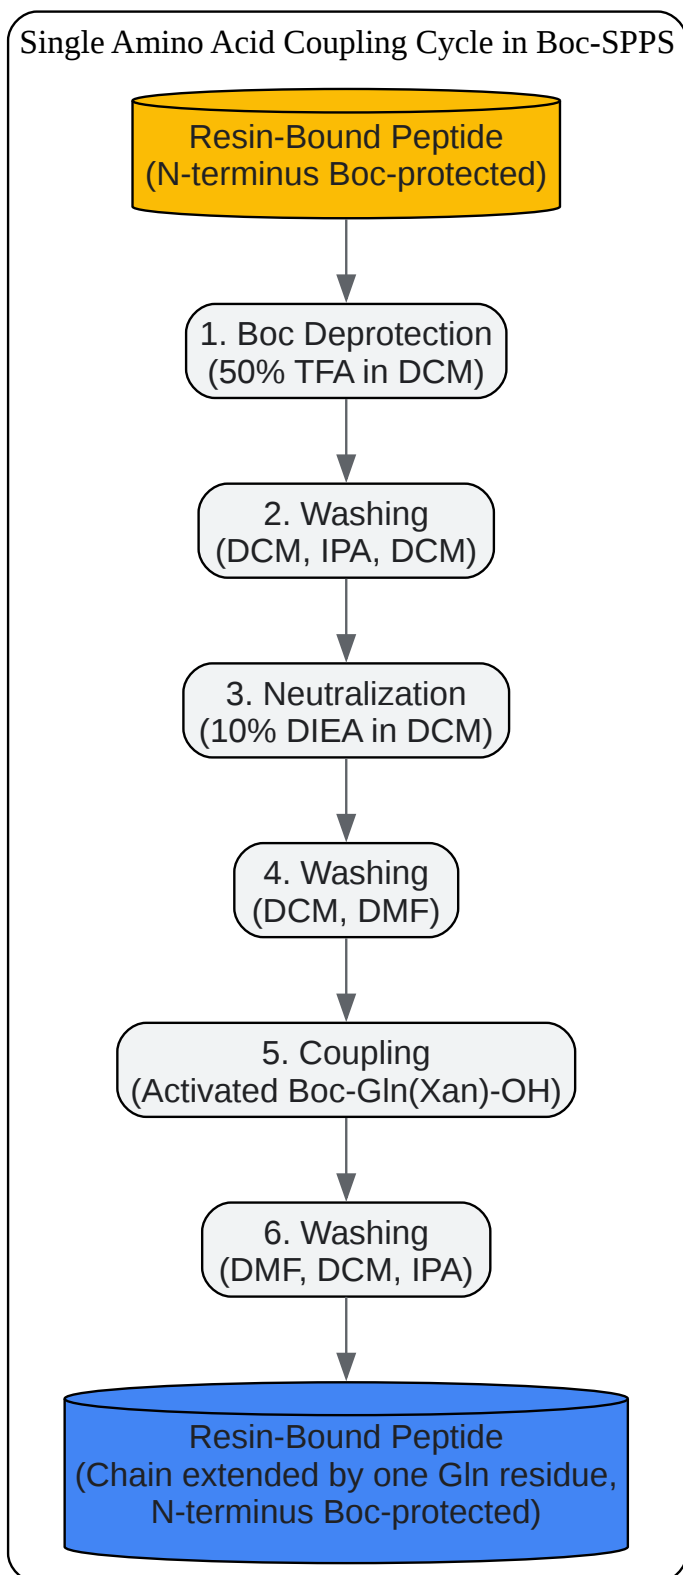 Single Amino Acid Coupling Cycle in Boc-SPPS
Resin-Bound Peptide
(N-terminus Boc-protected)
1. Boc Deprotection
(50% TFA in DCM)
2. Washing
(DCM, IPA, DCM)
3. Neutralization
(10% DIEA in DCM)
4. Washing
(DCM, DMF)
5. Coupling
(Activated Boc-Gln(Xan)-OH)
6. Washing
(DMF, DCM, IPA)
Resin-Bound Peptide
(Chain extended by one Gln residue,
N-terminus Boc-protected)